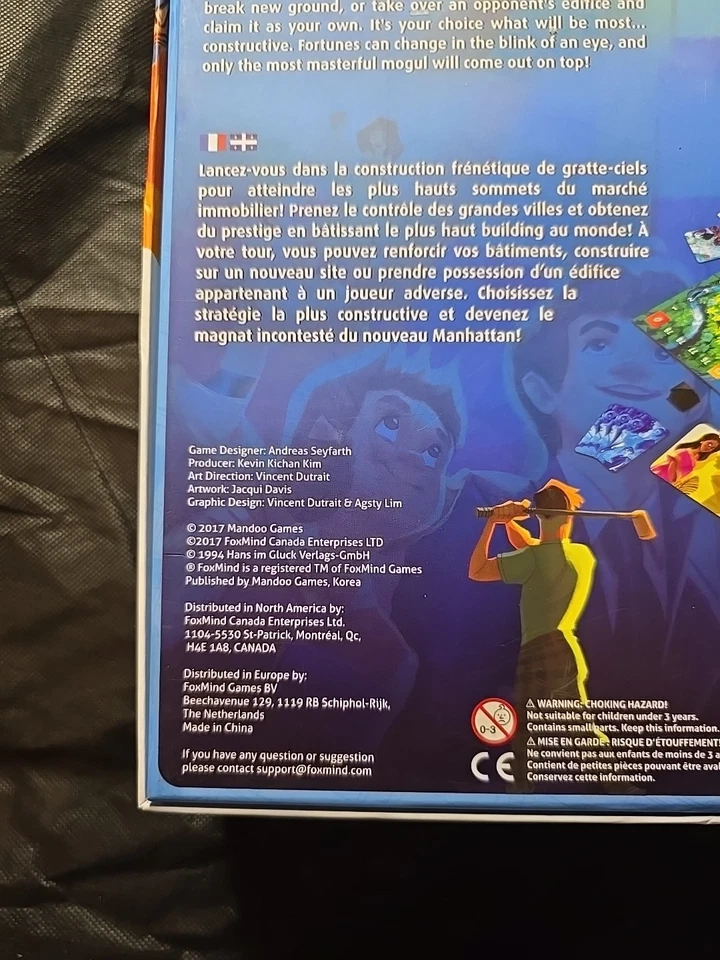 break new ground, or take over an opponent's edifice and
claim it as your own. It's your choice what will be most...
constructive. Fortunes can change in the blink of an eye, and
only the most masterful mogul will come out on top!
Lancez-vous dans la construction frénétique de gratte-ciels
pour atteindre les plus hauts sommets du marché
immobilier! Prenez le contrôle des grandes villes et obtenez
du prestige en bâtissant le plus haut building au monde! À
votre tour, vous pouvez renforcir vos bâtiments, construire
sur un nouveau site ou prendre possession d'un édifice
appartenant à un joueur adverse. Choisissez la
stratégie la plus constructive et devenez le
magnat incontesté du nouveau Manhattan!
Game Designer: Andreas Seyfarth
Producer: Kevin Kichan Kim
Art Direction: Vincent Dutrait
Artwork: Jacqui Davis
Graphic Design: Vincent Dutrait & Agsty Lim
© 2017 Mandoo Games
©2017 FoxMind Canada Enterprises LTD
© 1994 Hans im Gluck Verlags-GmbH
® FoxMind is a registered TM of FoxMind Games
Published by Mandoo Games, Korea
Distributed in North America by:
FoxMind Canada Enterprises Ltd.
1104-5530 St-Patrick, Montréal, Qc,
H4E 1A8, CANADA
Distributed in Europe by:
FoxMind Games BV
Beechavenue 129, 1119 RB Schiphol-Rijk,
The Netherlands
Made in China
If you have any question or suggestion
please contact support@foxmind.com
0-3
CE
⚠ WARNING: CHOKING HAZARD!
Not suitable for children under 3 years.
Contains small parts. Keep this information.
⚠ MISE EN GARDE: RISQUE D'ÉTOUFFEMENT!
Ne convient pas aux enfants de moins de 3 a
Contient de petites pièces pouvant être ava
Conservez cette information.